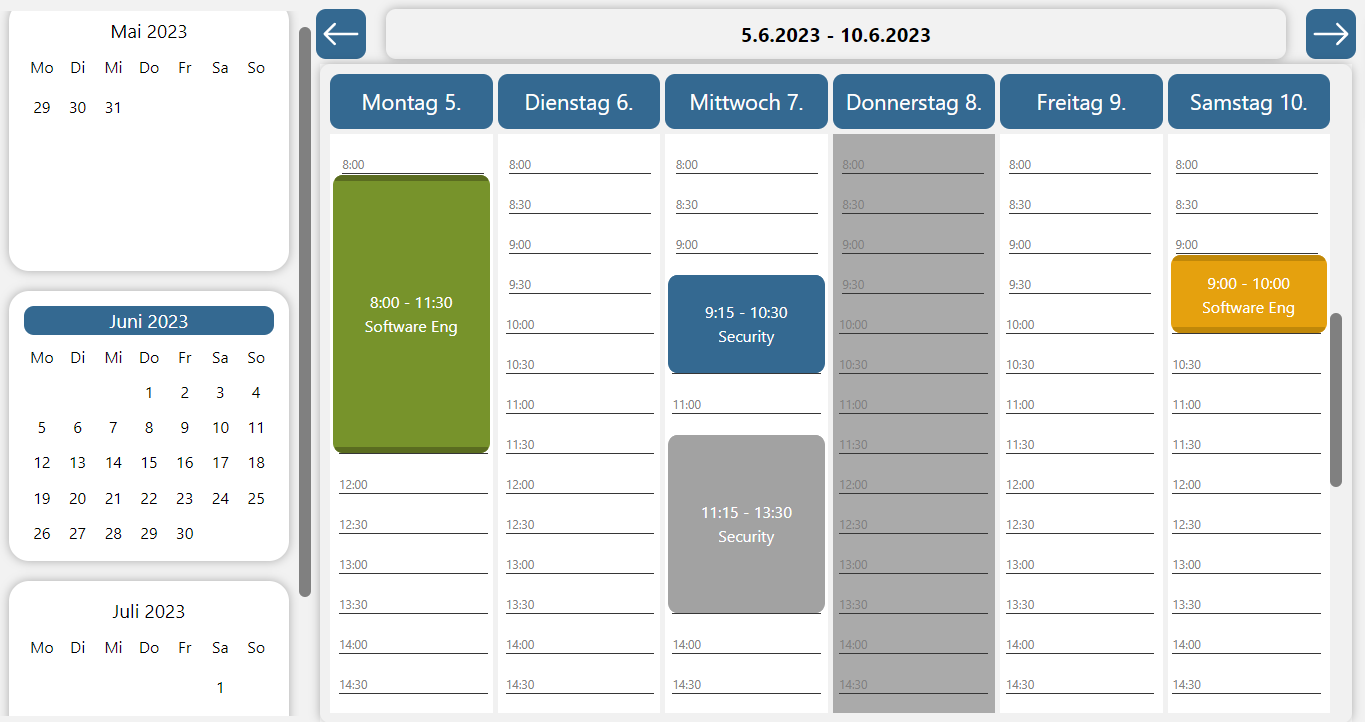 Mai 2023
Mo Di Mi Do Fr Sa So
29 30 31
Juni 2023
Mo Di Mi Do Fr Sa So
1 2 3 4
5 6 7 8 9 10 11
12 13 14 15 16 17 18
19 20 21 22 23 24 25
26 27 28 29 30
Juli 2023
Mo Di Mi Do Fr Sa So
1
5.6.2023 - 10.6.2023
Montag 5.
8:00
8:00 - 11:30
Software Eng
12:00
12:30
13:00
13:30
14:00
14:30
Dienstag 6.
8:00
8:30
9:00
9:30
10:00
10:30
11:00
11:30
12:00
12:30
13:00
13:30
14:00
14:30
Mittwoch 7.
8:00
8:30
9:00
9:15 - 10:30
Security
11:00
11:15 - 13:30
Security
14:00
14:30
Donnerstag 8.
8:00
8:30
9:00
9:30
10:00
10:30
11:00
11:30
12:00
12:30
13:00
13:30
14:00
14:30
Freitag 9.
8:00
8:30
9:00
9:30
10:00
10:30
11:00
11:30
12:00
12:30
13:00
13:30
14:00
14:30
Samstag 10.
8:00
8:30
9:00
9:00 - 10:00
Software Eng
10:30
11:00
11:30
12:00
12:30
13:00
13:30
14:00
14:30